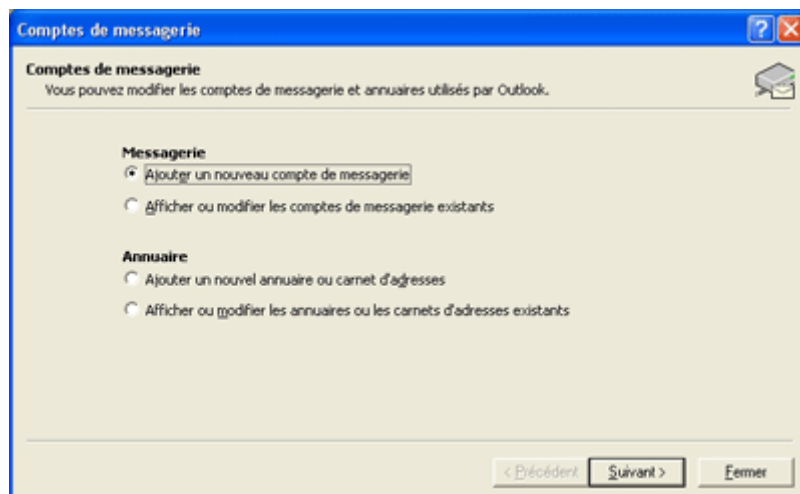 Comptes de messagerie
Comptes de messagerie
Vous pouvez modifier les comptes de messagerie et annuaires utilisés par Outlook.
Messagerie
Ajouter un nouveau compte de messagerie
Afficher ou modifier les comptes de messagerie existants
Annuaire
Ajouter un nouvel annuaire ou carnet d'adresses
Afficher ou modifier les annuaires ou les carnets d'adresses existants
< Précédent Suivant > Fermer